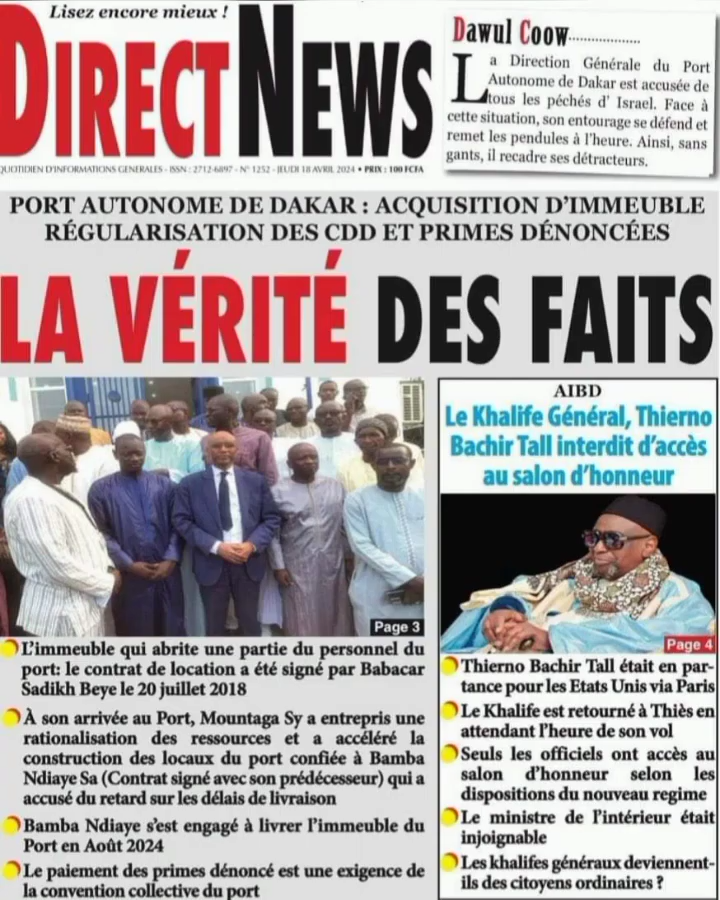 Lisez encore mieux !
DIRECT NEWS
QUOTIDIEN D'INFORMATIONS GENERALES - ISSN : 2712-6897 - N° 1252 - JEUDI 18 AVRIL 2024 • PRIX : 100 FCFA
Dawul Coow..................
La Direction Générale du Port
Autonome de Dakar est accusée de
tous les péchés d' Israel. Face à
cette situation, son entourage se défend et
remet les pendules à l'heure. Ainsi, sans
gants, il recadre ses détracteurs.
PORT AUTONOME DE DAKAR : ACQUISITION D'IMMEUBLE
RÉGULARISATION DES CDD ET PRIMES DÉNONCÉES
LA VÉRITÉ DES FAITS
Page 3
L'immeuble qui abrite une partie du personnel du
port: le contrat de location a été signé par Babacar
Sadikh Beye le 20 juillet 2018
À son arrivée au Port, Mountaga Sy a entrepris une
rationalisation des ressources et a accéléré la
construction des locaux du port confiée à Bamba
Ndiaye Sa (Contrat signé avec son prédécesseur) qui a
accusé du retard sur les délais de livraison
Bamba Ndiaye s'est engagé à livrer l'immeuble du
Port en Août 2024
Le paiement des primes dénoncé est une exigence de
la convention collective du port
AIBD
Le Khalife Général, Thierno
Bachir Tall interdit d'accès
au salon d'honneur
Page 4
Thierno Bachir Tall était en par-
tance pour les Etats Unis via Paris
Le Khalife est retourné à Thiès en
attendant l'heure de son vol
Seuls les officiels ont accès au
salon d'honneur selon les
dispositions du nouveau regime
Le ministre de l'intérieur était
injoignable
Les khalifes généraux deviennent-
ils des citoyens ordinaires ?